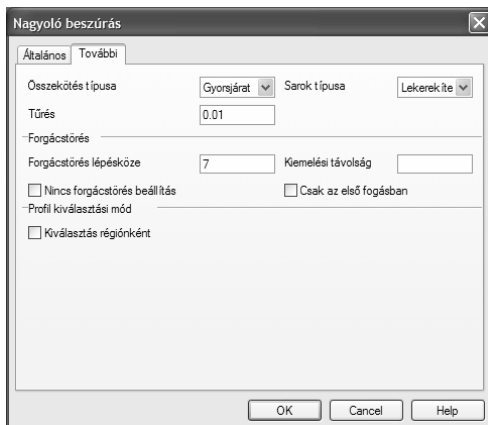 Nagyoló beszúrás
Általános További
Összekötés típusa Gyorsjárat Sarok típusa Lekerekíte
Tűrés 0.01
Forgácstörés
Forgácstörés lépésköze 7 Kiemelési távolság
Nincs forgácstörés beállítás Csak az első fogásban
Profil kiválasztási mód
Kiválasztás régiónként
OK Cancel Help